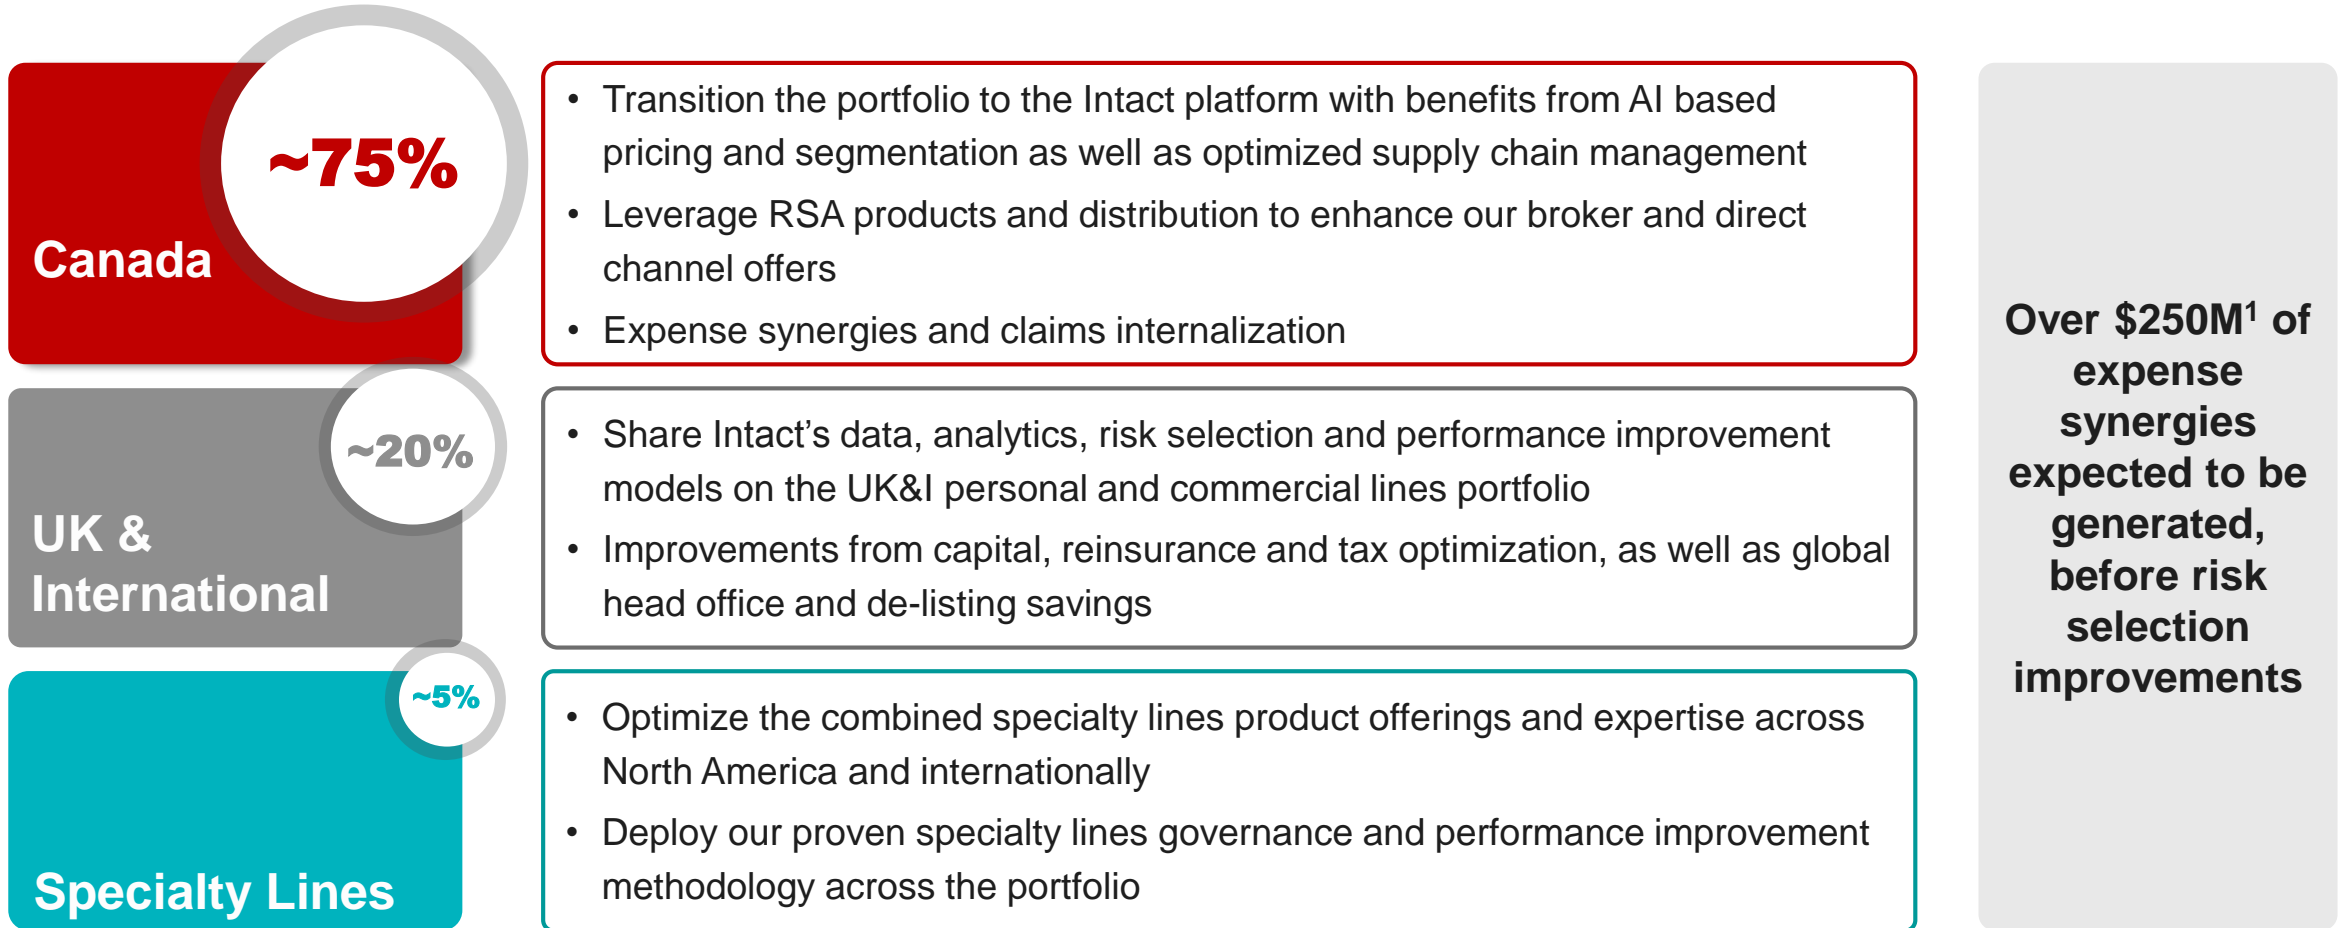 ~75%
Canada
• Transition the portfolio to the Intact platform with benefits from AI based
pricing and segmentation as well as optimized supply chain management
• Leverage RSA products and distribution to enhance our broker and direct
channel offers
• Expense synergies and claims internalization
~20%
UK &
International
• Share Intact’s data, analytics, risk selection and performance improvement
models on the UK&I personal and commercial lines portfolio
• Improvements from capital, reinsurance and tax optimization, as well as global
head office and de-listing savings
~5%
Specialty Lines
• Optimize the combined specialty lines product offerings and expertise across
North America and internationally
• Deploy our proven specialty lines governance and performance improvement
methodology across the portfolio
Over $250M¹ of
expense
synergies
expected to be
generated,
before risk
selection
improvements